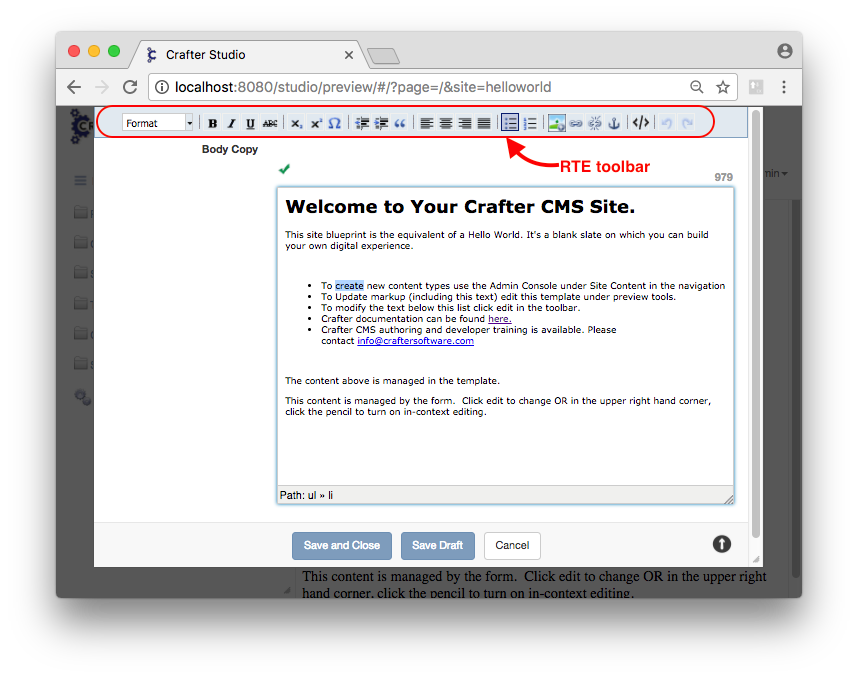 Crafter Studio
localhost:8080/studio/preview/#/?page=/&site=helloworld
Format B I U ABC x₂ x² Ω “ </>
Body Copy
RTE toolbar
min
979
Welcome to Your Crafter CMS Site.
This site blueprint is the equivalent of a Hello World. It's a blank slate on which you can build
your own digital experience.
• To create new content types use the Admin Console under Site Content in the navigation
• To Update markup (including this text) edit this template under preview tools.
• To modify the text below this list click edit in the toolbar.
• Crafter documentation can be found here.
• Crafter CMS authoring and developer training is available. Please
contact info@craftersoftware.com
The content above is managed in the template.
This content is managed by the form. Click edit to change OR in the upper right hand corner,
click the pencil to turn on in-context editing.
Path: ul » li
Save and Close
Save Draft
Cancel
This content is managed by the form. Click edit to change OR in the upper right
hand corner, click the pencil to turn on in-context editing.